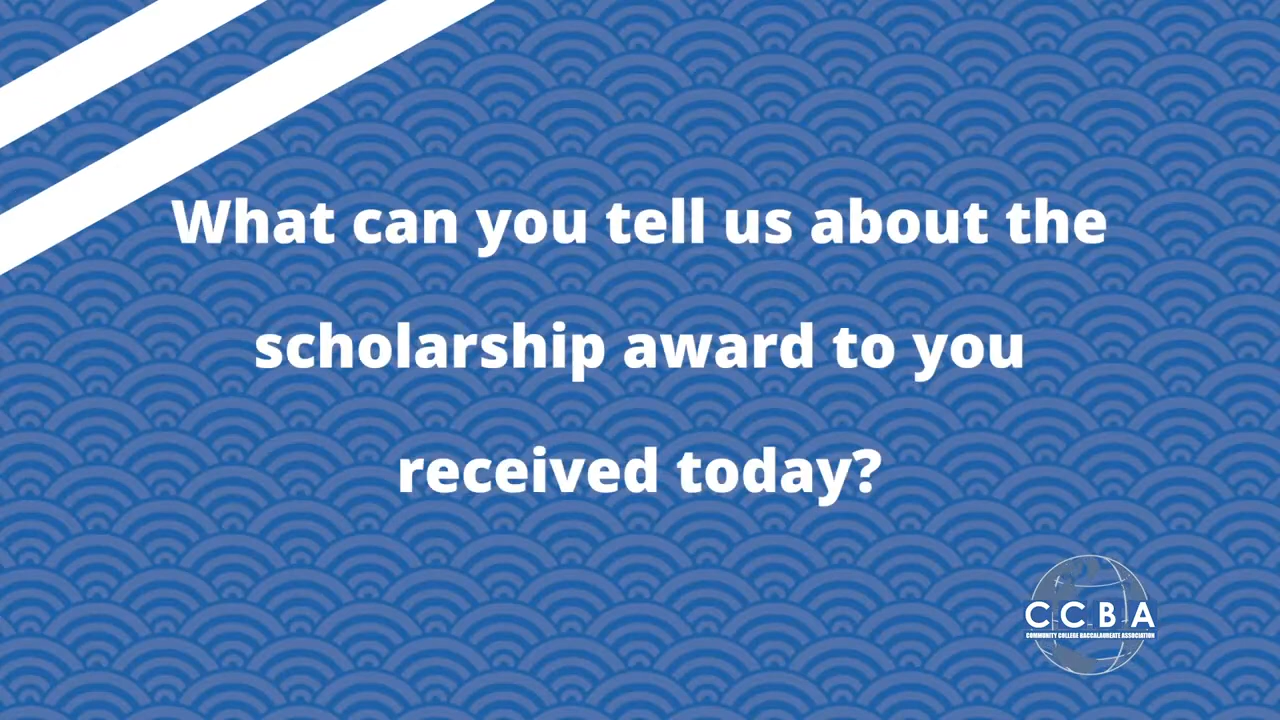 What can you tell us about the
scholarship award to you
received today?
CCBA
COMMUNITY COLLEGE BACCALAUREATE ASSOCIATION